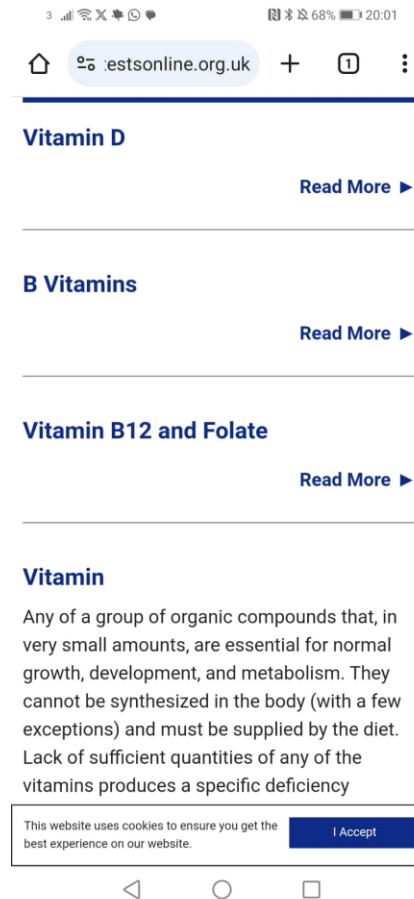 3 68% 20:01
:estsonline.org.uk 1
Vitamin D
Read More ►
B Vitamins
Read More ►
Vitamin B12 and Folate
Read More ►
Vitamin
Any of a group of organic compounds that, in
very small amounts, are essential for normal
growth, development, and metabolism. They
cannot be synthesized in the body (with a few
exceptions) and must be supplied by the diet.
Lack of sufficient quantities of any of the
vitamins produces a specific deficiency
This website uses cookies to ensure you get the
best experience on our website.
I Accept